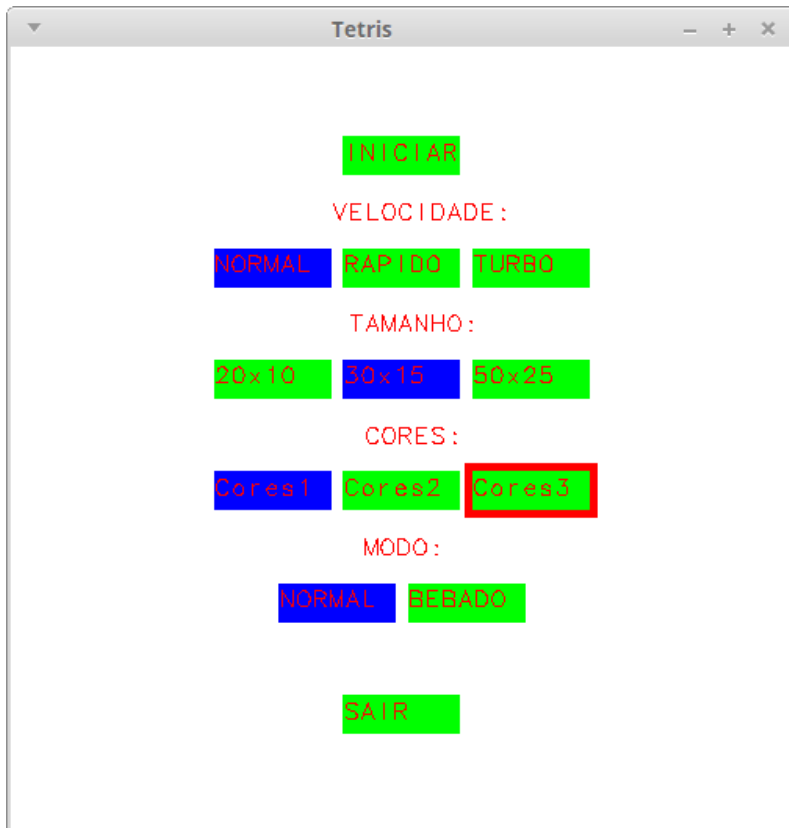 Tetris
INICIAR
VELOCIDADE:
NORMAL RAPIDO TURBO
TAMANHO:
20x10 30x15 50x25
CORES:
Cores1 Cores2 Cores3
MODO:
NORMAL BEBADO
SAIR